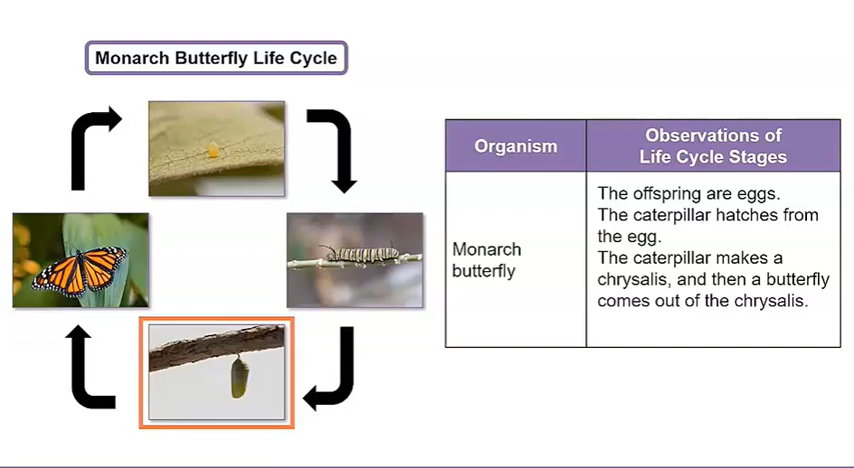 Monarch Butterfly Life Cycle
Organism
Observations of
Life Cycle Stages
Monarch
butterfly
The offspring are eggs.
The caterpillar hatches from
the egg.
The caterpillar makes a
chrysalis, and then a butterfly
comes out of the chrysalis.